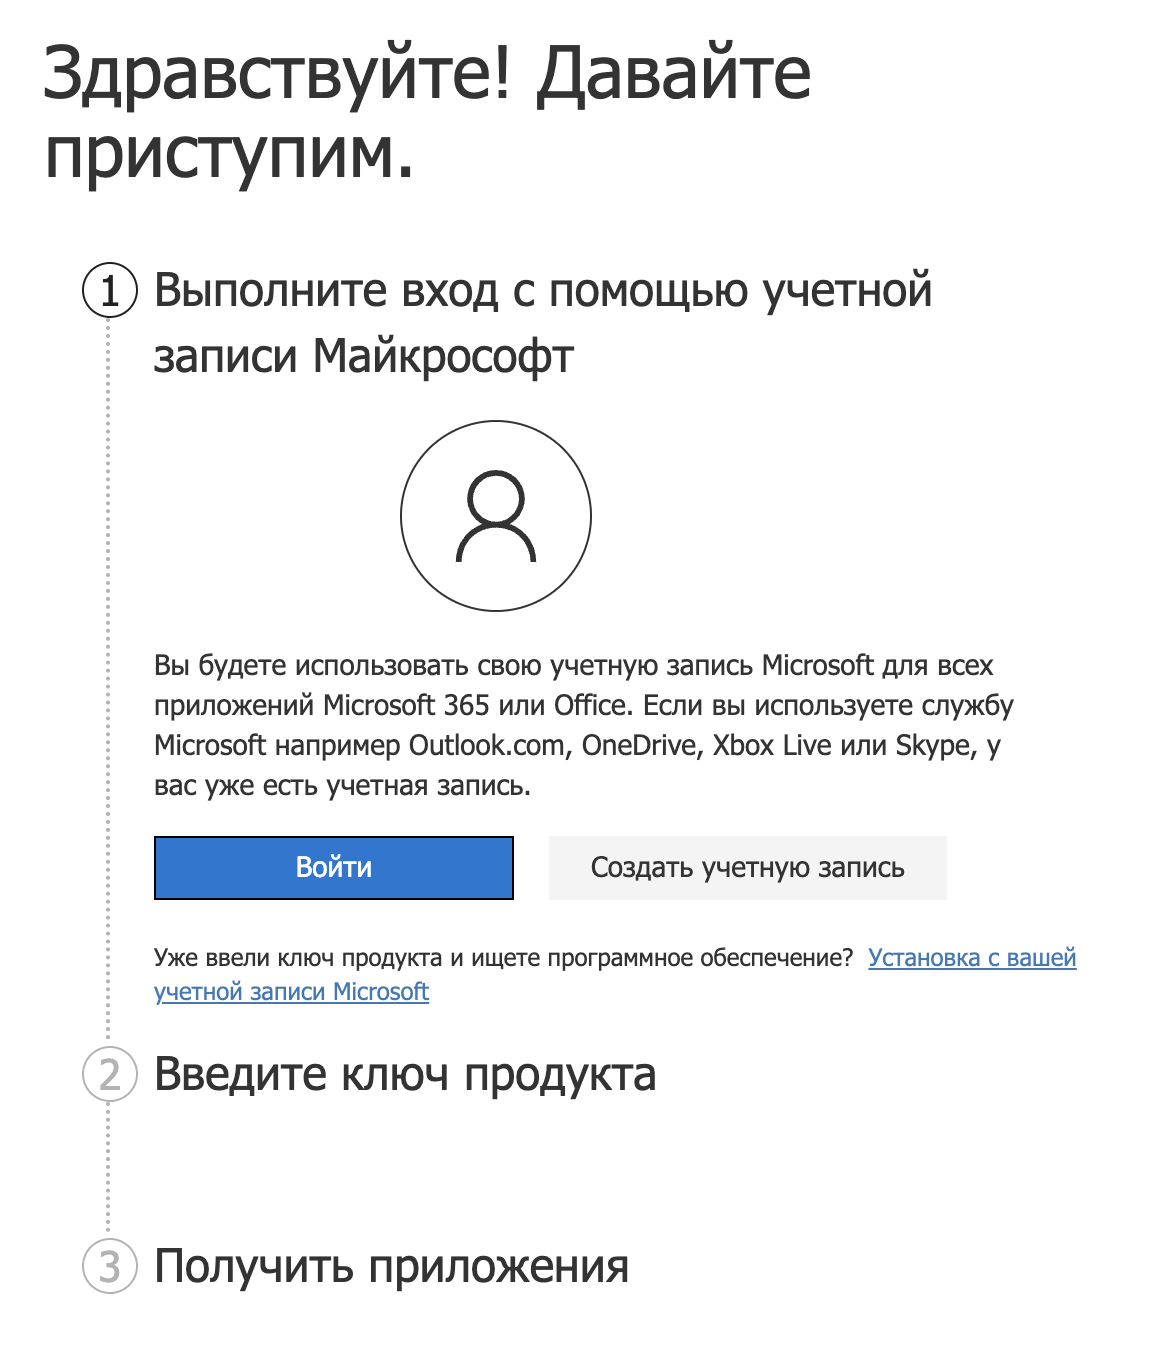 Здравствуйте! Давайте
приступим.
1 Выполните вход с помощью учетной
записи Майкрософт
Вы будете использовать свою учетную запись Microsoft для всех
приложений Microsoft 365 или Office. Если вы используете службу
Microsoft например Outlook.com, OneDrive, Xbox Live или Skype, у
вас уже есть учетная запись.
Войти Создать учетную запись
Уже ввели ключ продукта и ищете программное обеспечение? Установка с вашей
учетной записи Microsoft
2 Введите ключ продукта
3 Получить приложения